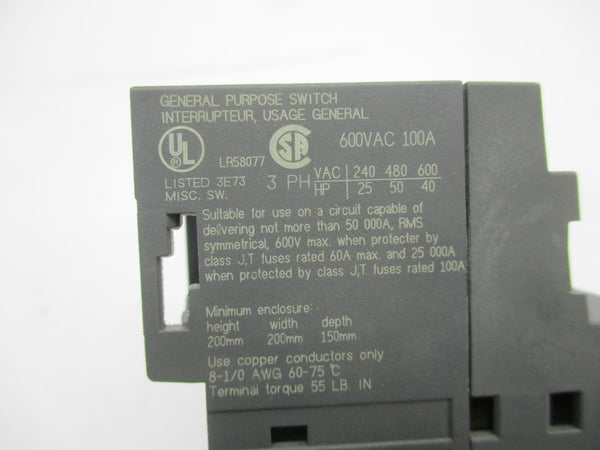 GENERAL PURPOSE SWITCH
INTERRUPTEUR, USAGE GENERAL
UL LR58077 SA 600VAC 100A
LISTED 3E73
MISC. SW.
3 PH VAC 240 480 600
HP 25 50 40
Suitable for use on a circuit capable of
delivering not more than 50 000A, RMS
symmetrical, 600V max. when protecter by
class J,T fuses rated 60A max. and 25 000A
when protected by class J,T fuses rated 100A
Minimum enclosure:
height width depth
200mm 200mm 150mm
Use copper conductors only
8-1/0 AWG 60-75 °C
Terminal torque 55 LB. IN